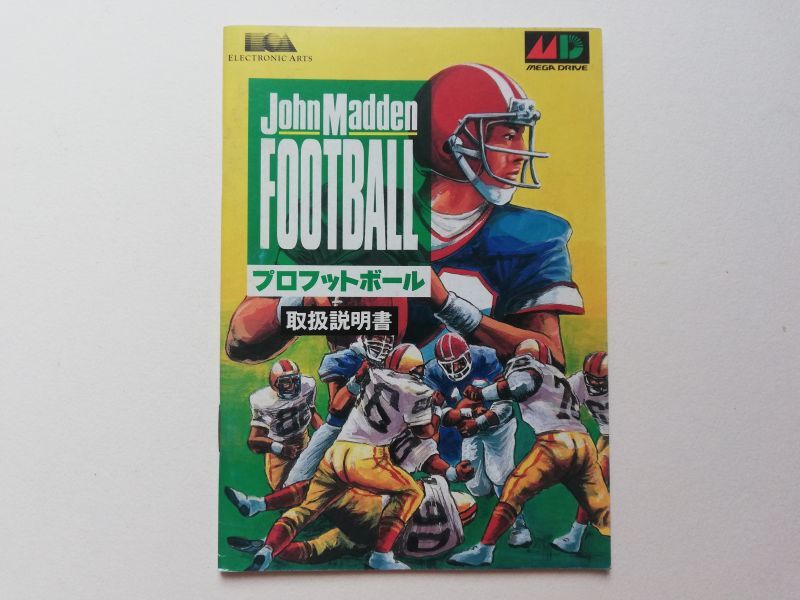 ELECTRONIC ARTS
MEGA DRIVE
John Madden
FOOTBALL
プロフットボール
取扱説明書